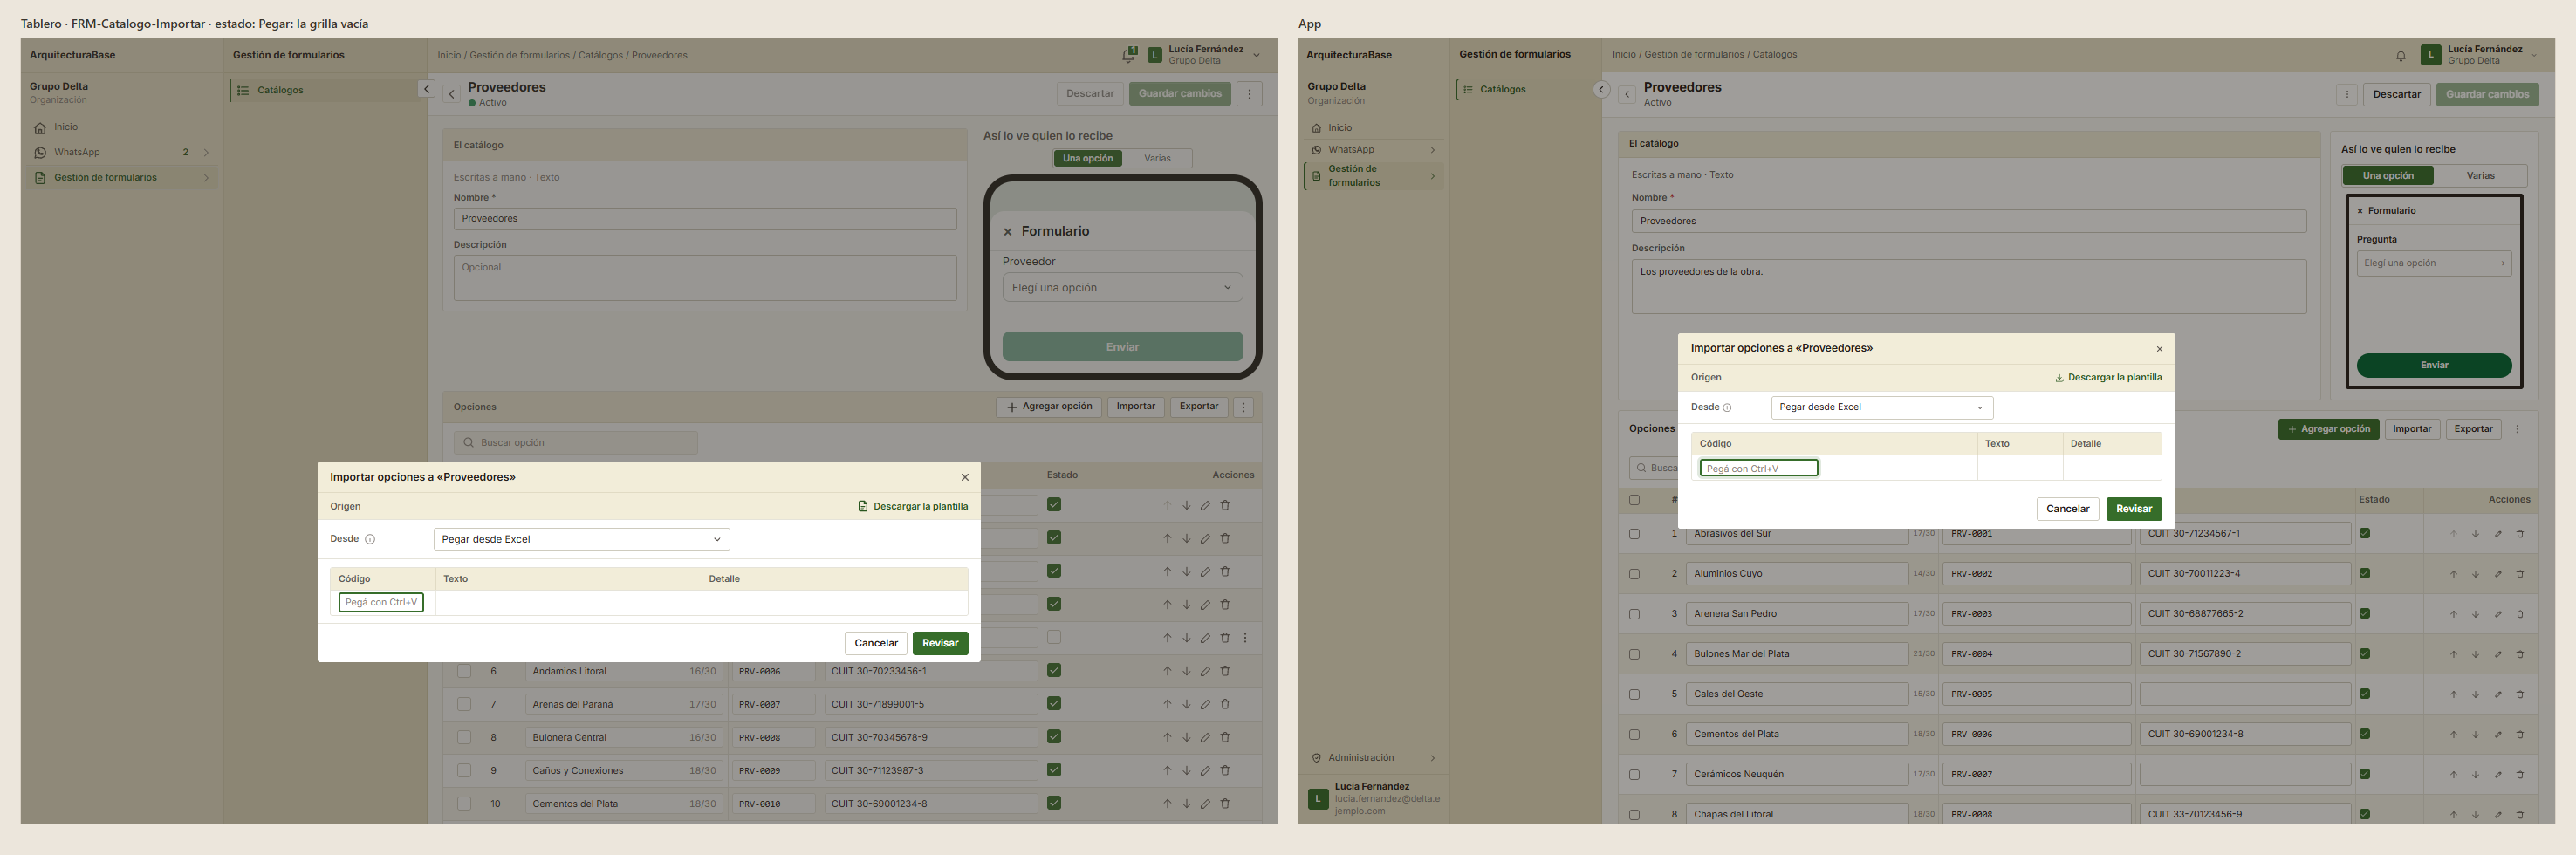 Tablero · FRM-Catalogo-Importar · estado: Pegar: la grilla vacía
ArquitecturaBase
Gestión de formularios
Inicio / Gestión de formularios / Catálogos / Proveedores
1
L
Lucía Fernández
Grupo Delta
Grupo Delta
Organización
Catálogos
Proveedores
Activo
Descartar
Guardar cambios
Inicio
WhatsApp 2
Gestión de formularios
El catálogo
Escritas a mano · Texto
Nombre *
Proveedores
Descripción
Opcional
Así lo ve quien lo recibe
Una opción
Varias
Formulario
Proveedor
Elegí una opción
Enviar
Opciones
Agregar opción
Importar
Exportar
Buscar opción
Estado
Acciones
Importar opciones a «Proveedores»
Origen
Descargar la plantilla
Desde
Pegar desde Excel
Código Texto Detalle
Pegá con Ctrl+V
Cancelar
Revisar
6 Andamios Litoral 16/30 PRV-0006 CUIT 30-70233456-1
7 Arenas del Paraná 17/30 PRV-0007 CUIT 30-71899001-5
8 Bulonera Central 16/30 PRV-0008 CUIT 30-70345678-9
9 Caños y Conexiones 18/30 PRV-0009 CUIT 30-71123987-3
10 Cementos del Plata 18/30 PRV-0010 CUIT 30-69001234-8
App
ArquitecturaBase
Gestión de formularios
Inicio / Gestión de formularios / Catálogos
L
Lucía Fernández
Grupo Delta
Grupo Delta
Organización
Catálogos
Proveedores
Activo
Descartar
Guardar cambios
Inicio
WhatsApp
Gestión de
formularios
El catálogo
Escritas a mano · Texto
Nombre *
Proveedores
Descripción
Los proveedores de la obra.
Así lo ve quien lo recibe
Una opción
Varias
Formulario
Pregunta
Elegí una opción
Enviar
Importar opciones a «Proveedores»
Origen
Descargar la plantilla
Desde
Pegar desde Excel
Código Texto Detalle
Pegá con Ctrl+V
Cancelar
Revisar
Opciones
Agregar opción
Importar
Exportar
Busca
#
Estado
Acciones
1 Abrasivos del Sur 17/30 PRV-0001 CUIT 30-71234567-1
2 Aluminios Cuyo 14/30 PRV-0002 CUIT 30-70011223-4
3 Arenera San Pedro 17/30 PRV-0003 CUIT 30-68877665-2
4 Bulones Mar del Plata 21/30 PRV-0004 CUIT 30-71567890-2
5 Cales del Oeste 15/30 PRV-0005
6 Cementos del Plata 18/30 PRV-0006 CUIT 30-69001234-8
7 Cerámicos Neuquén 17/30 PRV-0007
8 Chapas del Litoral 18/30 PRV-0008 CUIT 33-70123456-9
Administración
L
Lucía Fernández
lucia.fernandez@delta.e
jemplo.com